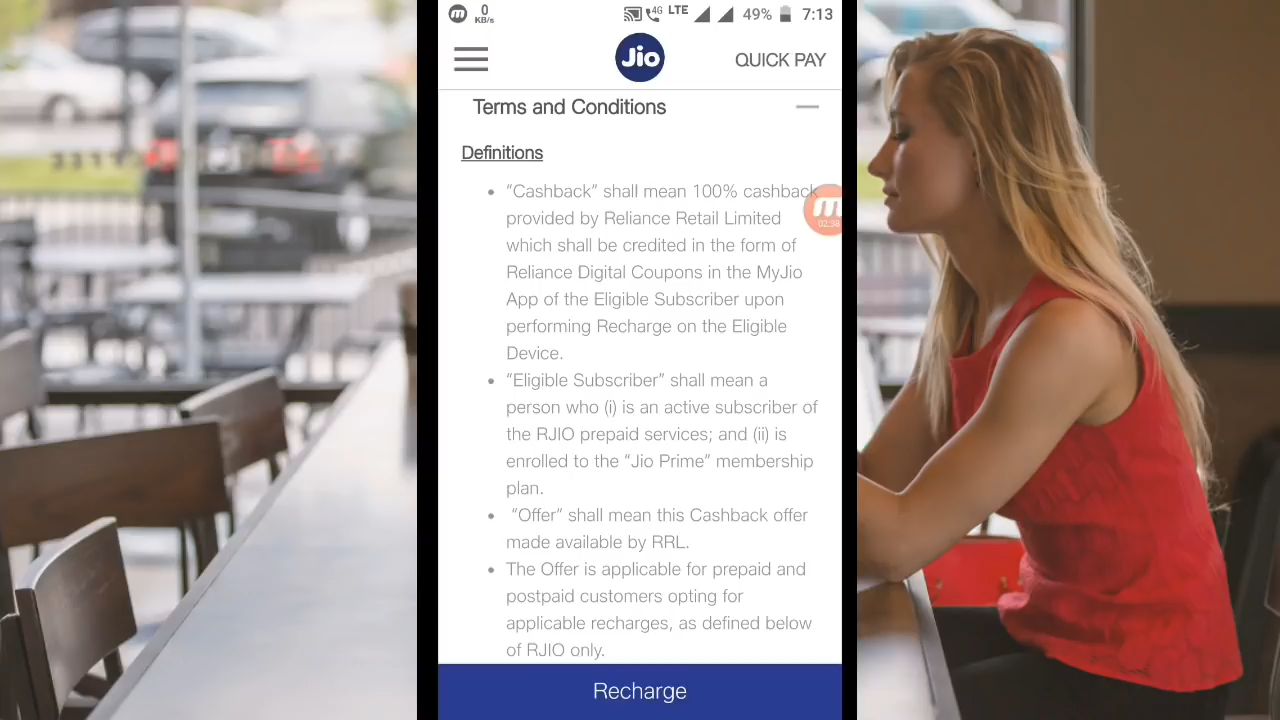 0
KB/s
4G LTE 49% 7:13
Jio
QUICK PAY
Terms and Conditions
Definitions
• “Cashback” shall mean 100% cashback
provided by Reliance Retail Limited
which shall be credited in the form of
Reliance Digital Coupons in the MyJio
App of the Eligible Subscriber upon
performing Recharge on the Eligible
Device.
• “Eligible Subscriber” shall mean a
person who (i) is an active subscriber of
the RJIO prepaid services; and (ii) is
enrolled to the “Jio Prime” membership
plan.
• “Offer” shall mean this Cashback offer
made available by RRL.
• The Offer is applicable for prepaid and
postpaid customers opting for
applicable recharges, as defined below
of RJIO only.
Recharge